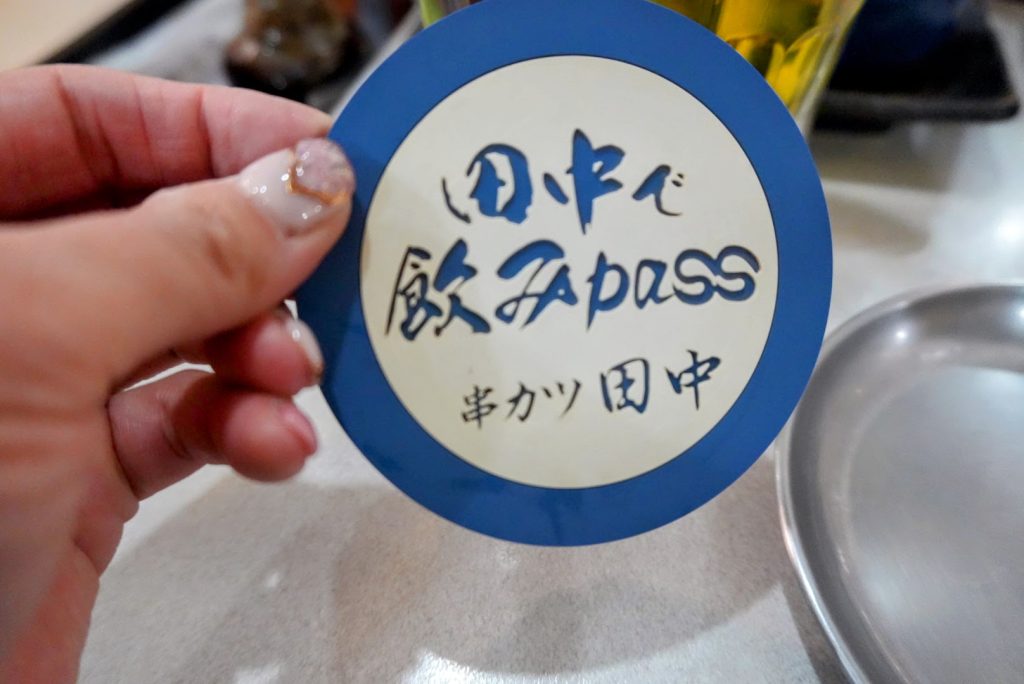 田中で
飲みpass
串カツ 田中